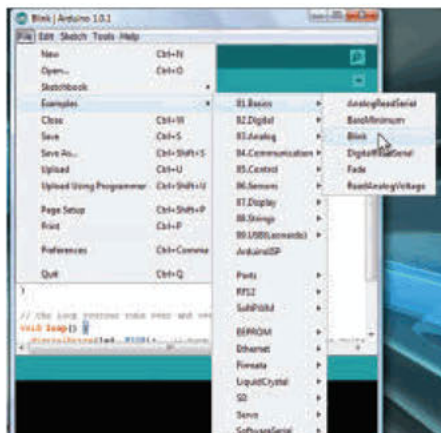 Blink | Arduino 1.0.1
File Edit Sketch Tools Help
New Ctrl+N
Open... Ctrl+O
Sketchbook
Examples
Close Ctrl+W
Save Ctrl+S
Save As... Ctrl+Shift+S
Upload Ctrl+U
Upload Using Programmer Ctrl+Shift+U
Page Setup Ctrl+Shift+P
Print Ctrl+P
Preferences Ctrl+Comma
Quit Ctrl+Q
01.Basics
02.Digital
03.Analog
04.Communication
05.Control
06.Sensors
07.Display
08.Strings
09.USB(Leonardo)
ArduinoISP
Ports
EEPROM
Ethernet
Firmata
LiquidCrystal
SD
Servo
SoftwareSerial
AnalogReadSerial
BareMinimum
Blink
DigitalReadSerial
Fade
ReadAnalogVoltage
}
// the loop routine runs over and
void loop() {